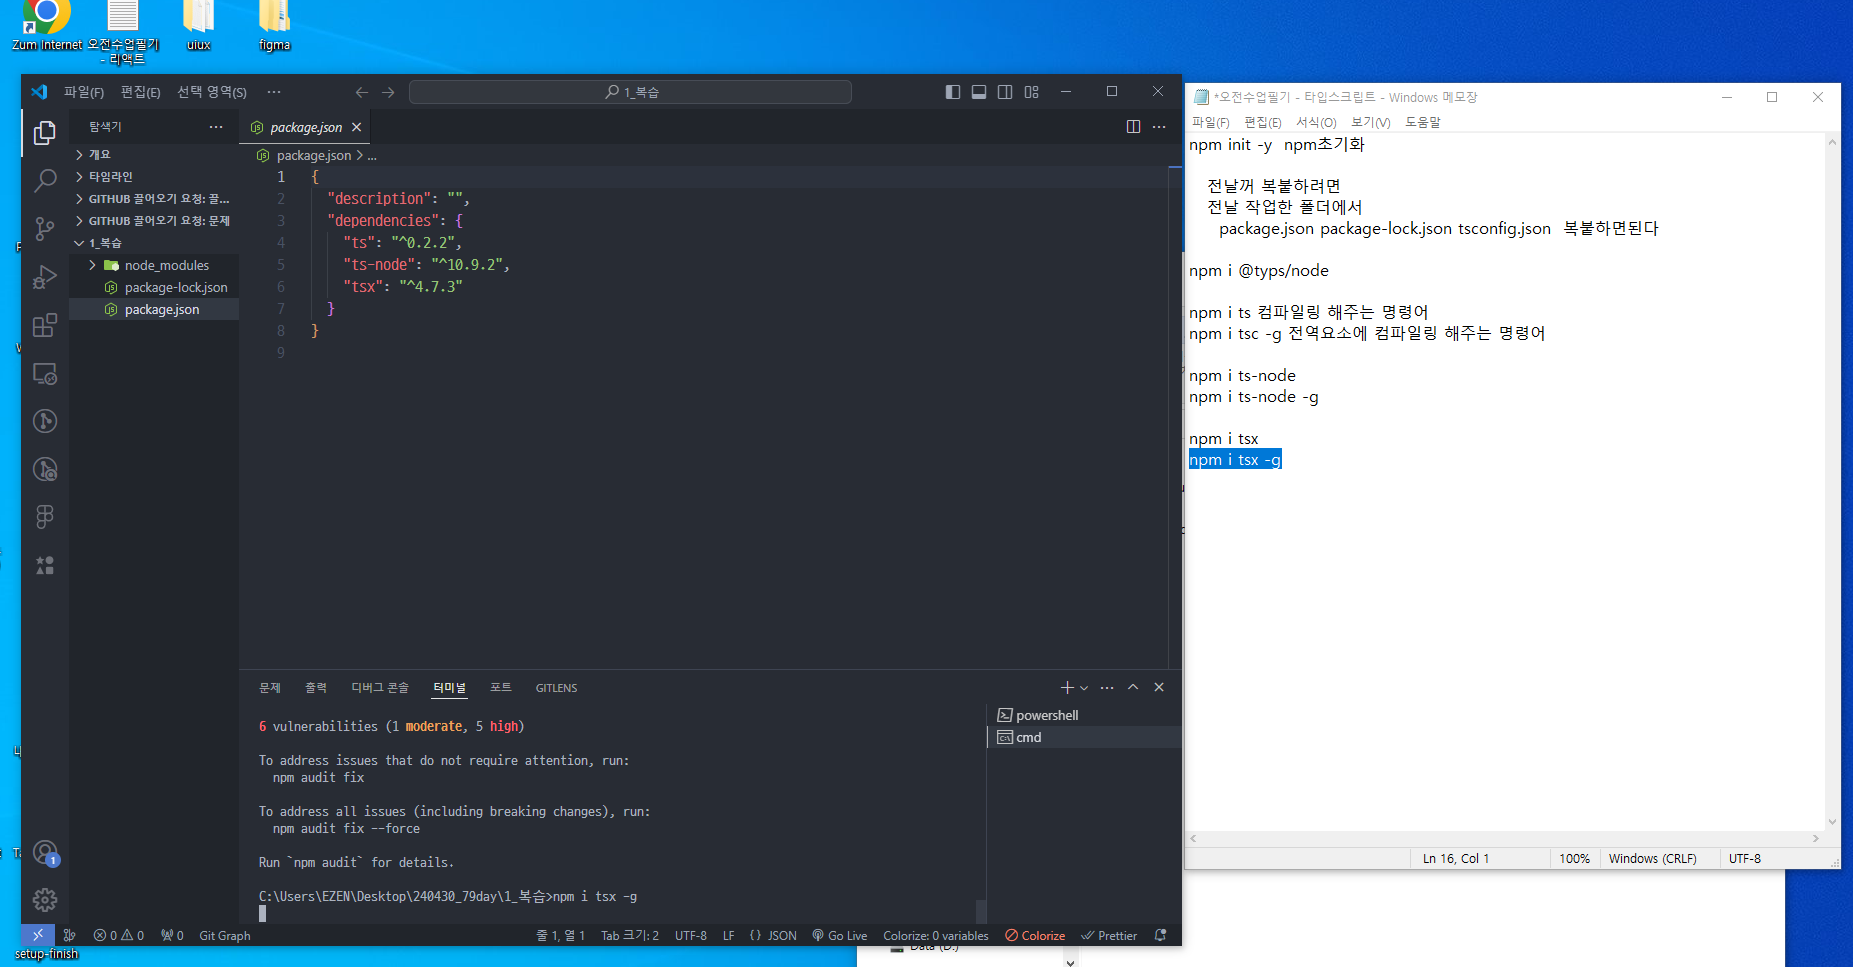 Zum Internet
오전수업필기 - 리액트
uiux
figma
파일(F) 편집(E) 선택 영역(S) ···
1_복습
탐색기 ···
개요
타임라인
GITHUB 끌어오기 요청: 끌...
GITHUB 끌어오기 요청: 문제
1_복습
node_modules
package-lock.json
package.json
package.json
package.json > ...
1 {
2 "description": "",
3 "dependencies": {
4 "ts": "^0.2.2",
5 "ts-node": "^10.9.2",
6 "tsx": "^4.7.3"
7 }
8 }
9
문제 출력 디버그 콘솔 터미널 포트 GITLENS
powershell
cmd
6 vulnerabilities (1 moderate, 5 high)
To address issues that do not require attention, run:
npm audit fix
To address all issues (including breaking changes), run:
npm audit fix --force
Run `npm audit` for details.
C:\Users\EZEN\Desktop\240430_79day\1_복습>npm i tsx -g
1
0 0 0 Git Graph 줄 1, 열 1 Tab 크기: 2 UTF-8 LF {} JSON Go Live Colorize: 0 variables Colorize Prettier
setup-finish
*오전수업필기 - 타입스크립트 - Windows 메모장
파일(F) 편집(E) 서식(O) 보기(V) 도움말
npm init -y npm초기화
전날꺼 복붙하려면
전날 작업한 폴더에서
package.json package-lock.json tsconfig.json 복붙하면된다
npm i @typs/node
npm i ts 컴파일링 해주는 명령어
npm i tsc -g 전역요소에 컴파일링 해주는 명령어
npm i ts-node
npm i ts-node -g
npm i tsx
npm i tsx -g
Ln 16, Col 1 100% Windows (CRLF) UTF-8
Data (D:)